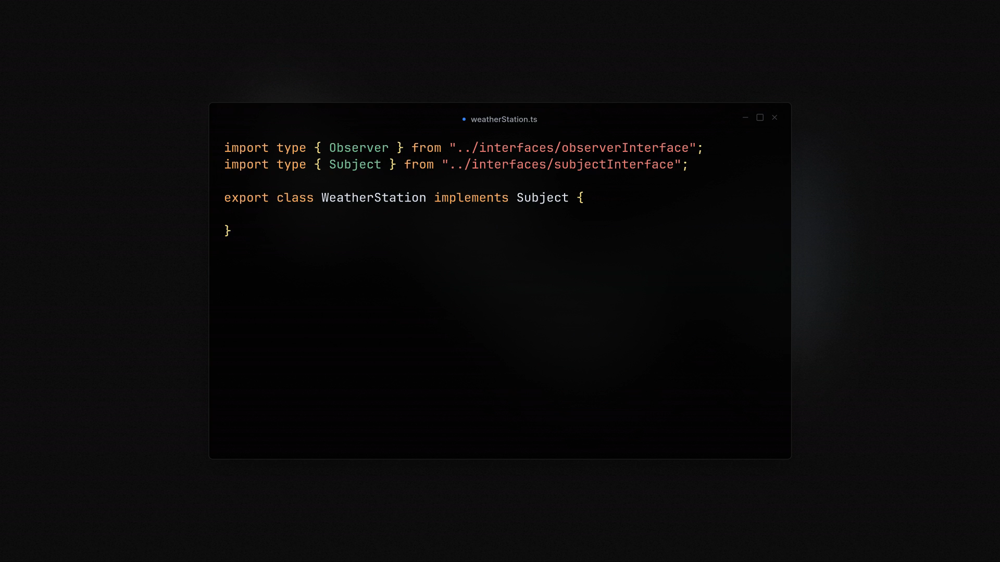 weatherStation.ts
import type { Observer } from "../interfaces/observerInterface";
import type { Subject } from "../interfaces/subjectInterface";
export class WeatherStation implements Subject {
}